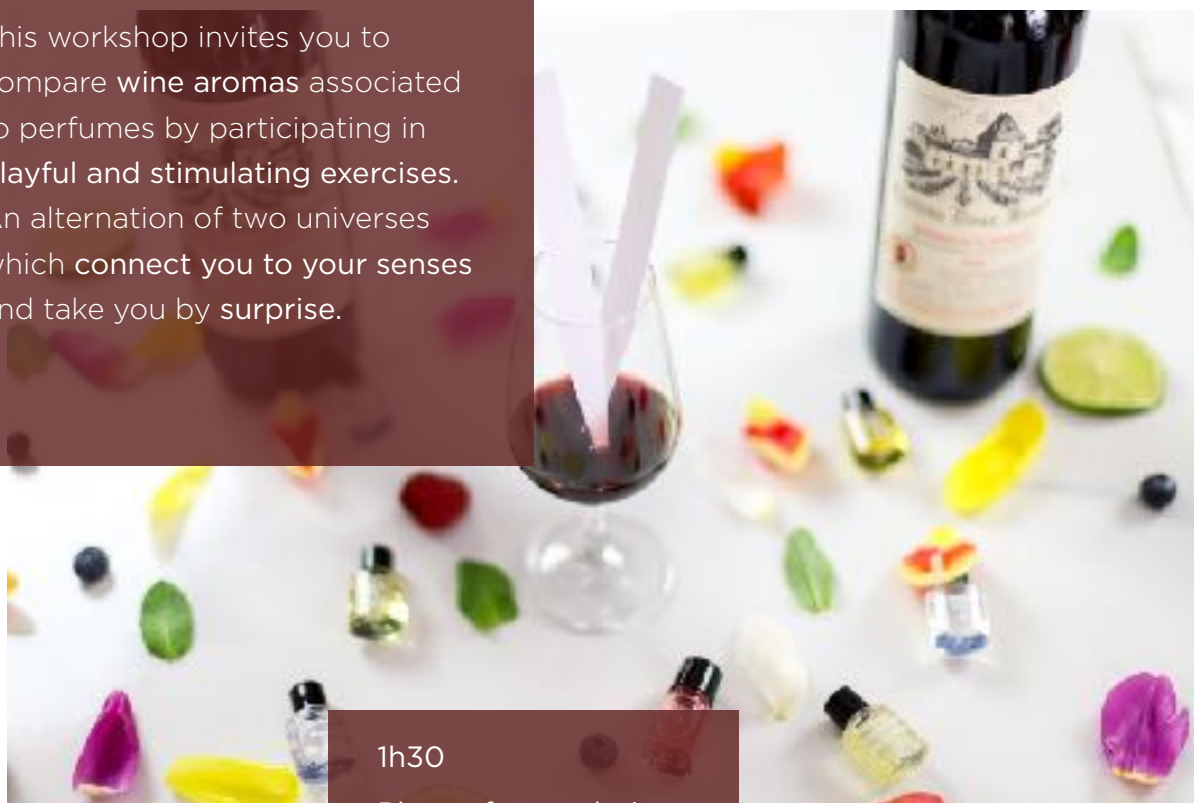 his workshop invites you to
ompare wine aromas associated
o perfumes by participating in
layful and stimulating exercises.
n alternation of two universes
hich connect you to your senses
nd take you by surprise.
1h30